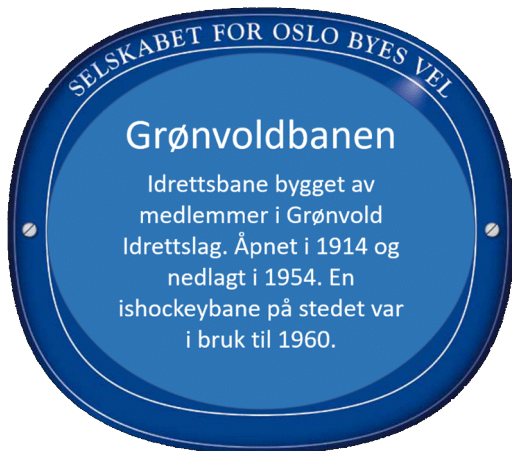 SELSKABET FOR OSLO BYES VEL
Grønvoldbanen
Idrettsbane bygget av
medlemmer i Grønvold
Idrettslag. Åpnet i 1914 og
nedlagt i 1954. En
ishockeybane på stedet var
i bruk til 1960.